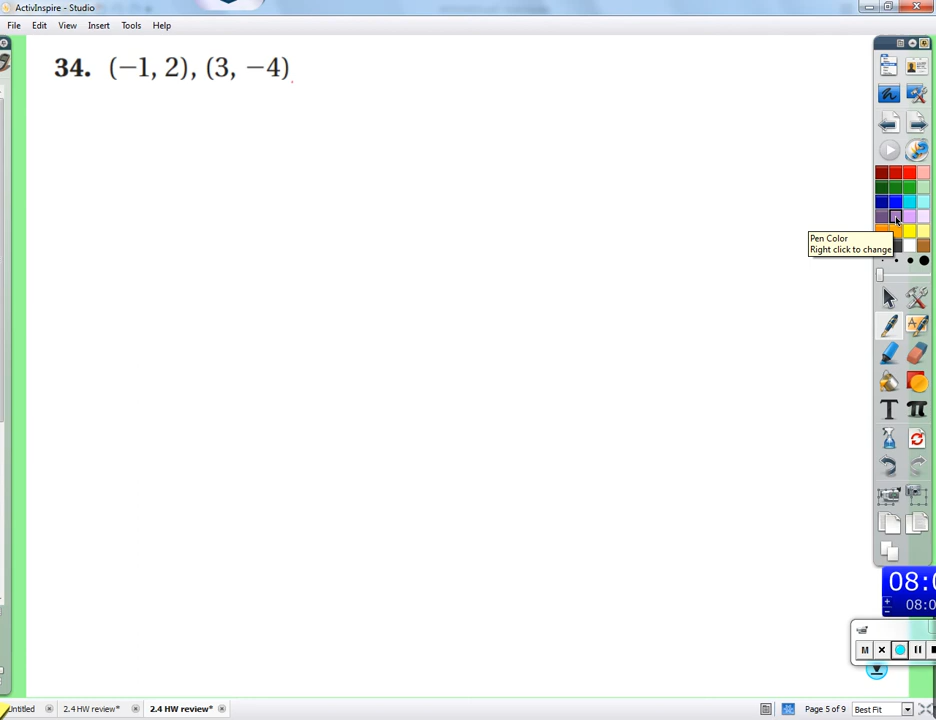 ActivInspire - Studio
File Edit View Insert Tools Help
34. (−1, 2), (3, −4)
Pen Color
Right click to change
T π
08:0
08:0
M
Untitled 2.4 HW review* 2.4 HW review* Page 5 of 9 Best Fit